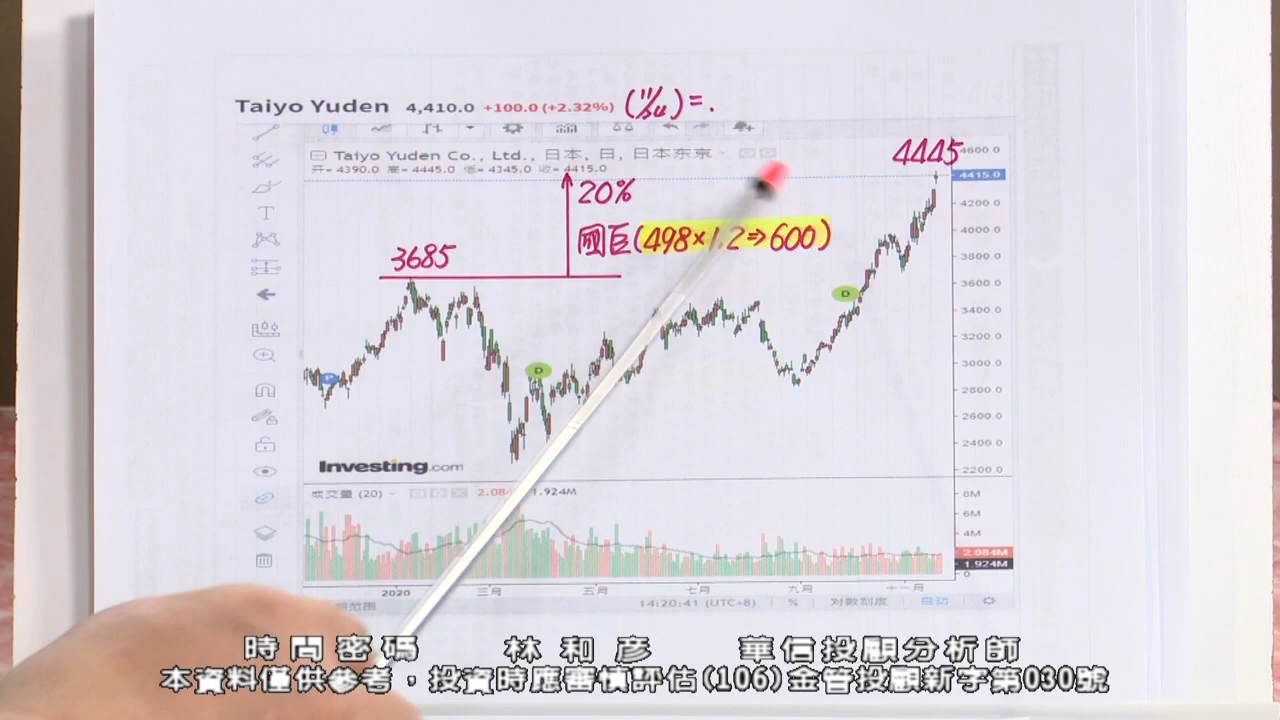 Taiyo Yuden 4,410.0 +100.0 (+2.32%) (11/24) = .
Taiyo Yuden Co., Ltd., 日本, 日, 日本东京
开= 4390.0 高= 4445.0 低= 4345.0 收= 4415.0
4445
20%
國巨(498×1.2⇒600)
3685
4600.0
4415.0
4200.0
4000.0
3800.0
3600.0
3400.0
3200.0
3000.0
2800.0
2600.0
2400.0
2200.0
D
D
P
Investing.com
成交量 (20) 2.084 1.924M
8M
6M
4M
2.084M
1.924M
0
2020 三月 五月 七月 九月 十一月
范围 14:20:41 (UTC+8) % 对数刻度 自动
時間密碼 林和彥 華信投顧分析師
本資料僅供參考,投資時應審慎評估(106)金管投顧新字第030號